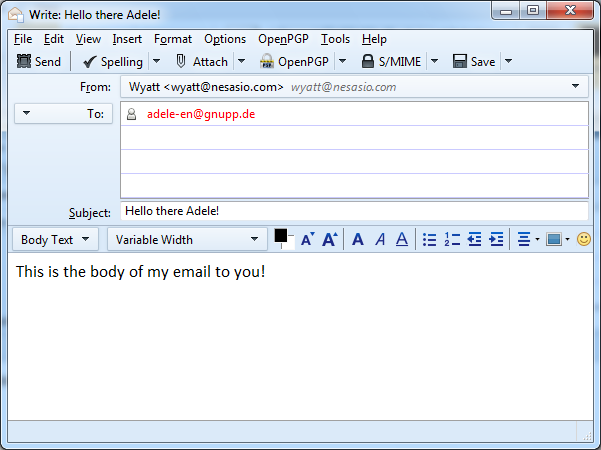 Write: Hello there Adele!
File Edit View Insert Format Options OpenPGP Tools Help
Send Spelling Attach OpenPGP S/MIME Save
From: Wyatt <wyatt@nesasio.com> wyatt@nesasio.com
To: adele-en@gnupp.de
Subject: Hello there Adele!
Body Text Variable Width
This is the body of my email to you!